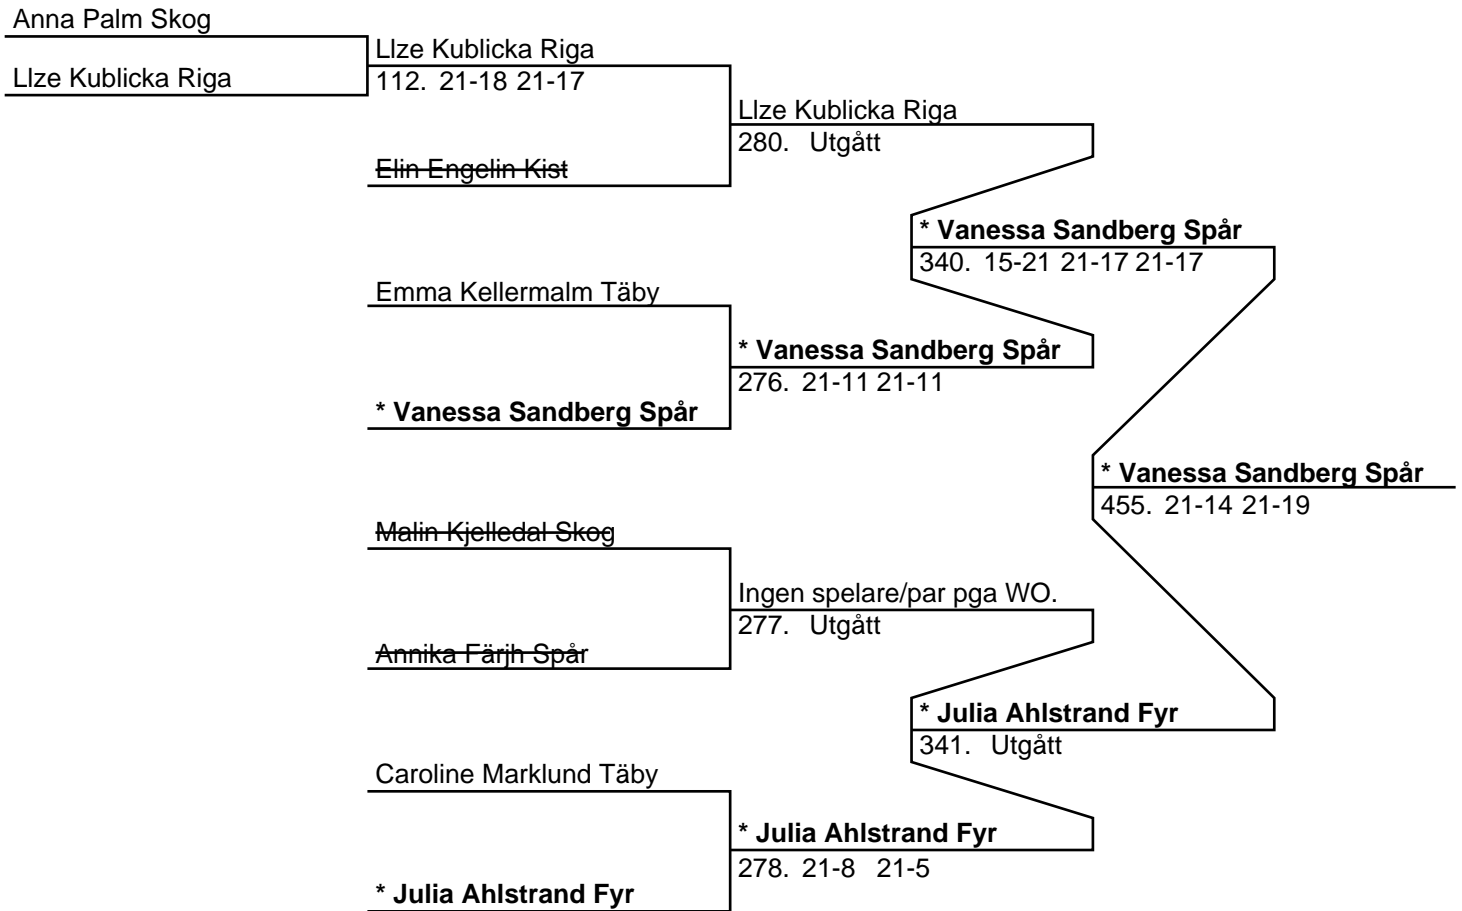 Anna Palm Skog
Llze Kublicka Riga
Llze Kublicka Riga
112. 21-18 21-17
Llze Kublicka Riga
280. Utgått
Elin Engelin Kist
* Vanessa Sandberg Spår
340. 15-21 21-17 21-17
Emma Kellermalm Täby
* Vanessa Sandberg Spår
276. 21-11 21-11
* Vanessa Sandberg Spår
* Vanessa Sandberg Spår
455. 21-14 21-19
Malin Kjelledal Skog
Ingen spelare/par pga WO.
277. Utgått
Annika Färjh Spår
* Julia Ahlstrand Fyr
341. Utgått
Caroline Marklund Täby
* Julia Ahlstrand Fyr
278. 21-8 21-5
* Julia Ahlstrand Fyr